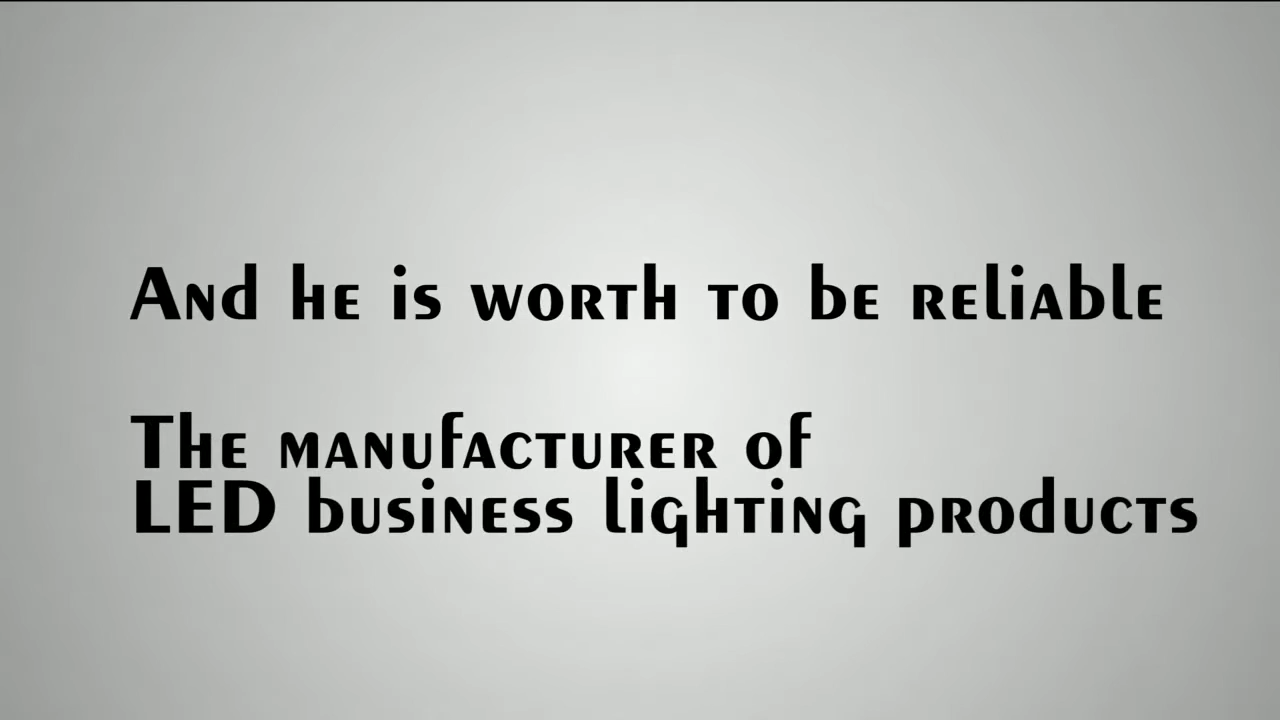 And he is worth to be reliable
The manufacturer of
LED business lighting products